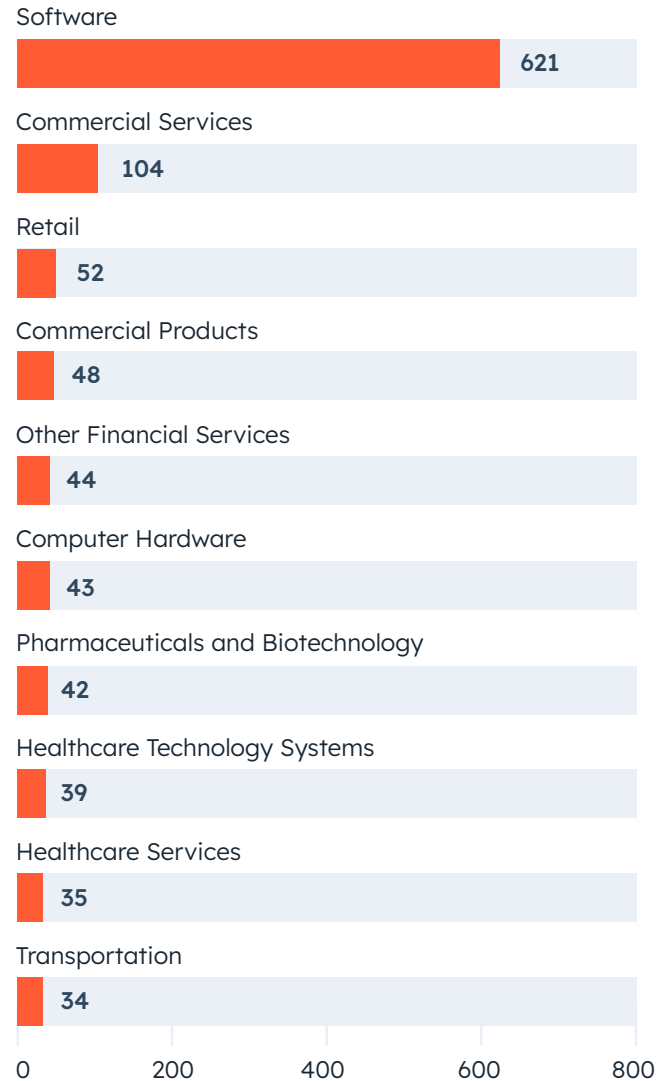 Software
621
Commercial Services
104
Retail
52
Commercial Products
48
Other Financial Services
44
Computer Hardware
43
Pharmaceuticals and Biotechnology
42
Healthcare Technology Systems
39
Healthcare Services
35
Transportation
34
0 200 400 600 800